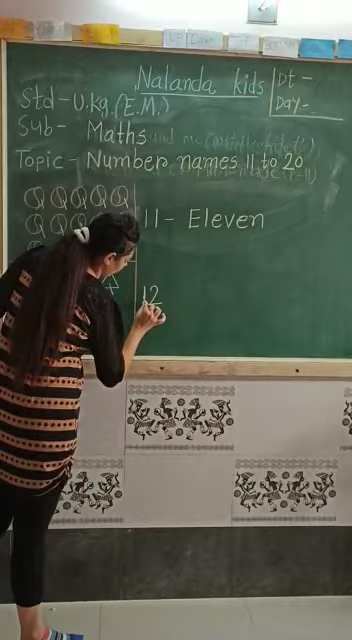 Nalanda kids
Dt -
Day -
Std - U.kg.(E.M.)
Sub - Maths
Topic - Number names 11 to 20
Q Q Q Q Q
11 - Eleven
12